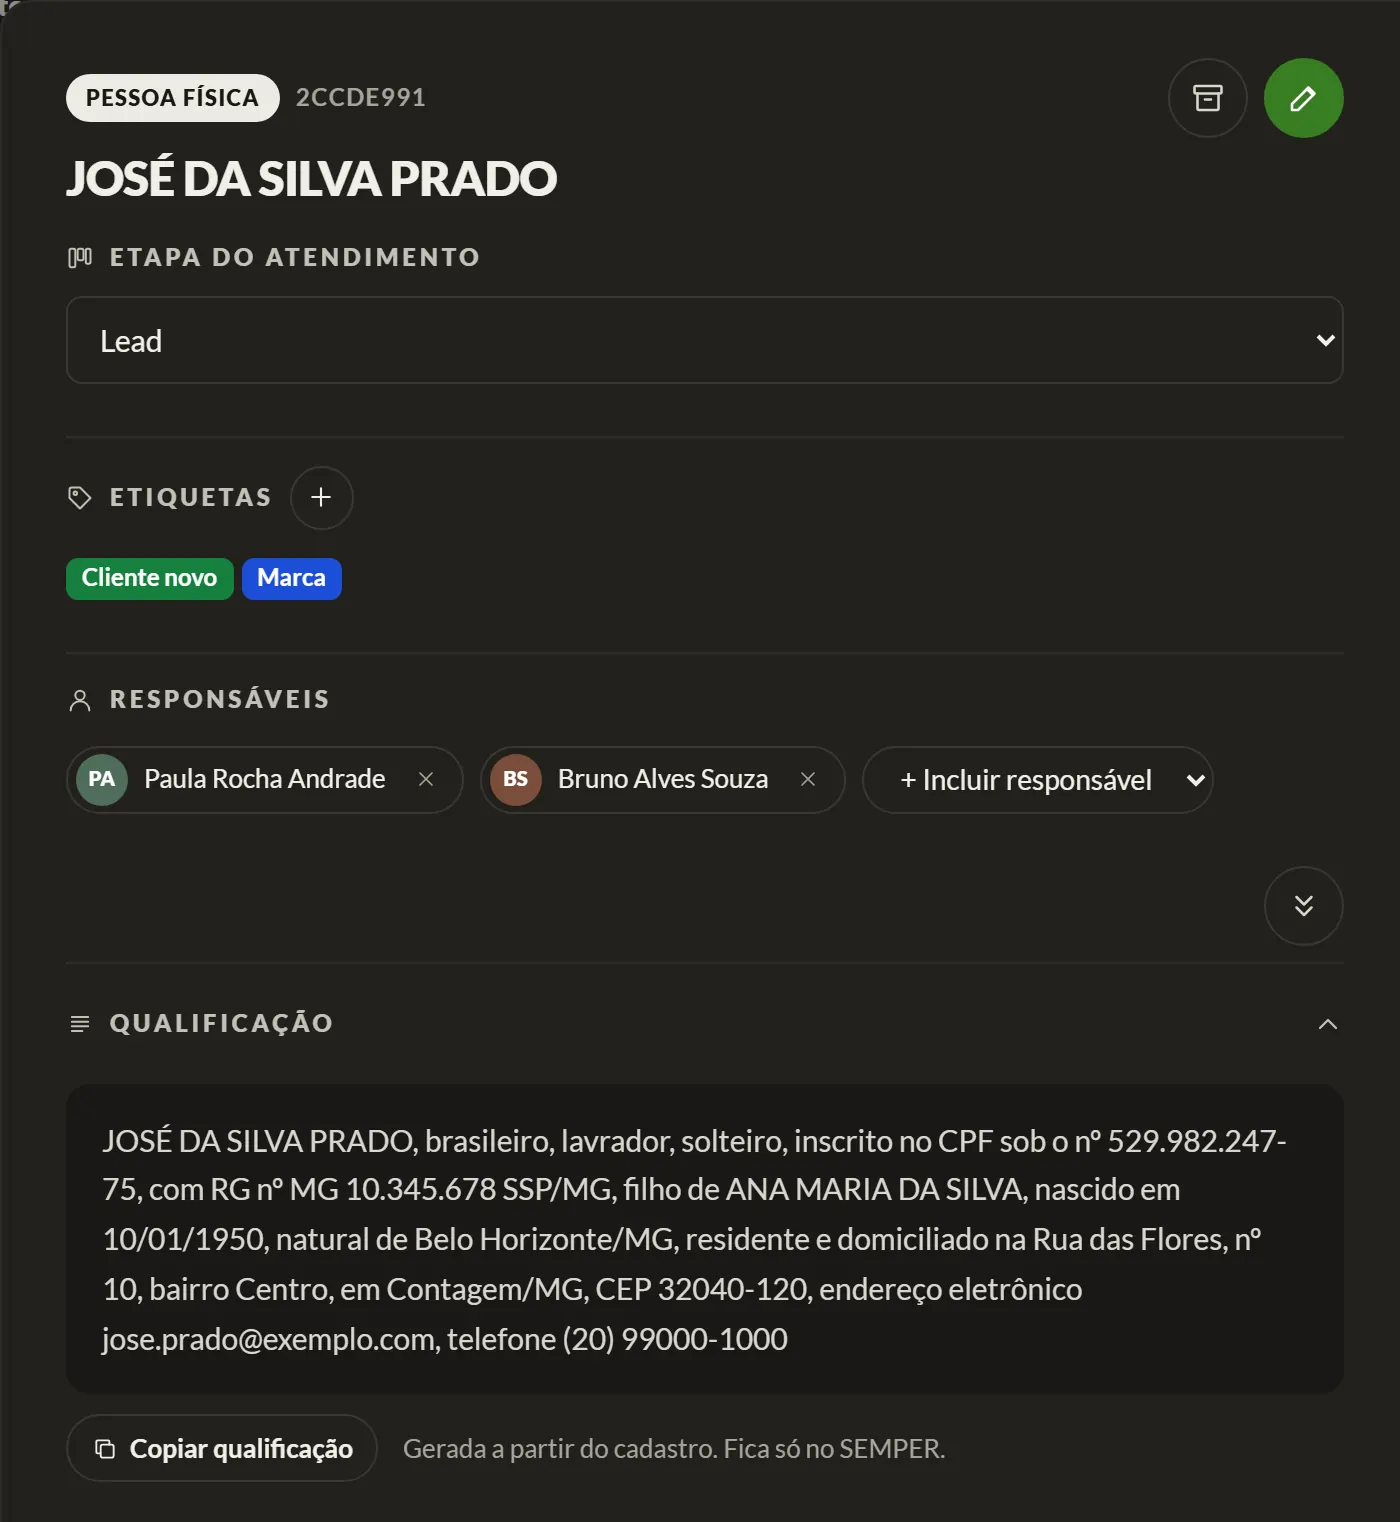 PESSOA FÍSICA 2CCDE991
JOSÉ DA SILVA PRADO
ETAPA DO ATENDIMENTO
Lead
ETIQUETAS
Cliente novo Marca
RESPONSÁVEIS
PA Paula Rocha Andrade BS Bruno Alves Souza + Incluir responsável
QUALIFICAÇÃO
JOSÉ DA SILVA PRADO, brasileiro, lavrador, solteiro, inscrito no CPF sob o nº 529.982.247-
75, com RG nº MG 10.345.678 SSP/MG, filho de ANA MARIA DA SILVA, nascido em
10/01/1950, natural de Belo Horizonte/MG, residente e domiciliado na Rua das Flores, nº
10, bairro Centro, em Contagem/MG, CEP 32040-120, endereço eletrônico
jose.prado@exemplo.com, telefone (20) 99000-1000
Copiar qualificação Gerada a partir do cadastro. Fica só no SEMPER.